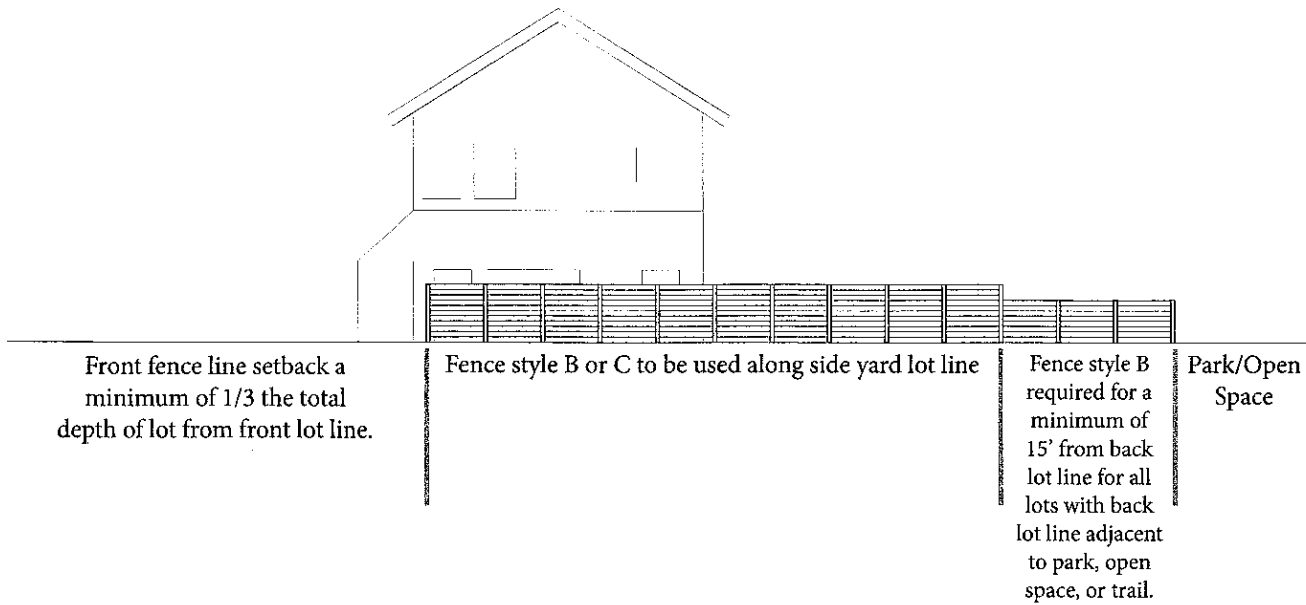 Front fence line setback a
minimum of 1/3 the total
depth of lot from front lot line.
Fence style B or C to be used along side yard lot line
Fence style B
required for a
minimum of
15' from back
lot line for all
lots with back
lot line adjacent
to park, open
space, or trail.
Park/Open
Space